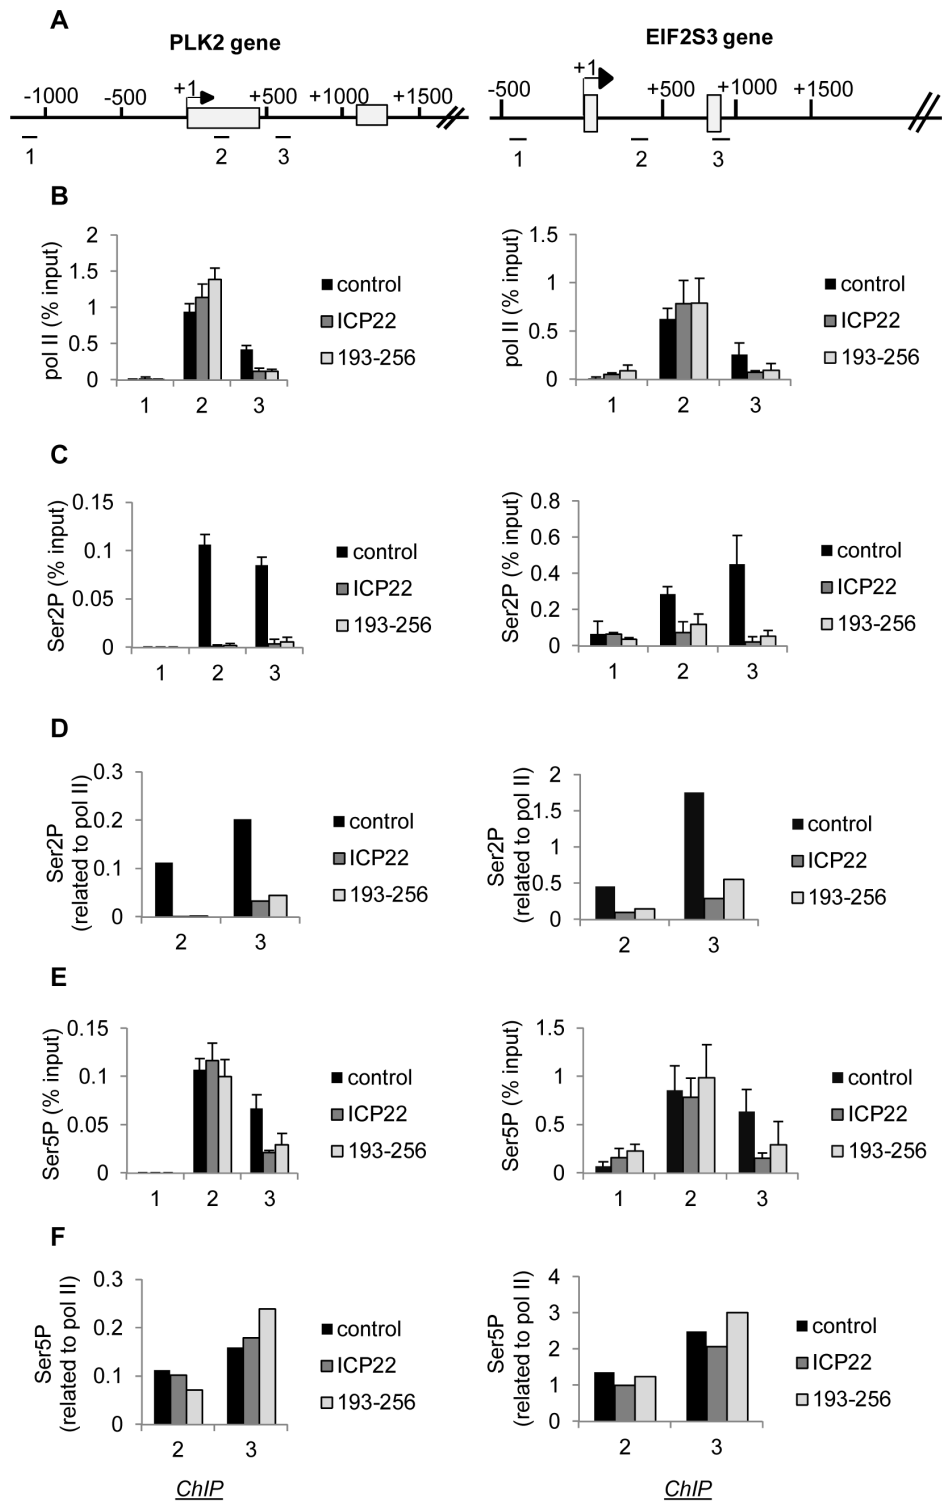 A
PLK2 gene
EIF2S3 gene
-1000 -500 +1 +500 +1000 +1500
-500 +1 +500 +1000 +1500
1 2 3
1 2 3
B
pol II (% input)
2
1.5
1
0.5
0
1 2 3
control
ICP22
193-256
pol II (% input)
1.5
1
0.5
0
1 2 3
control
ICP22
193-256
C
Ser2P (% input)
0.15
0.1
0.05
0
1 2 3
control
ICP22
193-256
Ser2P (% input)
0.8
0.6
0.4
0.2
0
1 2 3
control
ICP22
193-256
D
Ser2P
(related to pol II)
0.3
0.2
0.1
0
2 3
control
ICP22
193-256
Ser2P
(related to pol II)
2
1.5
1
0.5
0
2 3
control
ICP22
193-256
E
Ser5P (% input)
0.15
0.1
0.05
0
1 2 3
control
ICP22
193-256
Ser5P (% input)
1.5
1
0.5
0
1 2 3
control
ICP22
193-256
F
Ser5P
(related to pol II)
0.3
0.2
0.1
0
2 3
control
ICP22
193-256
ChIP
Ser5P
(related to pol II)
4
3
2
1
0
2 3
control
ICP22
193-256
ChIP